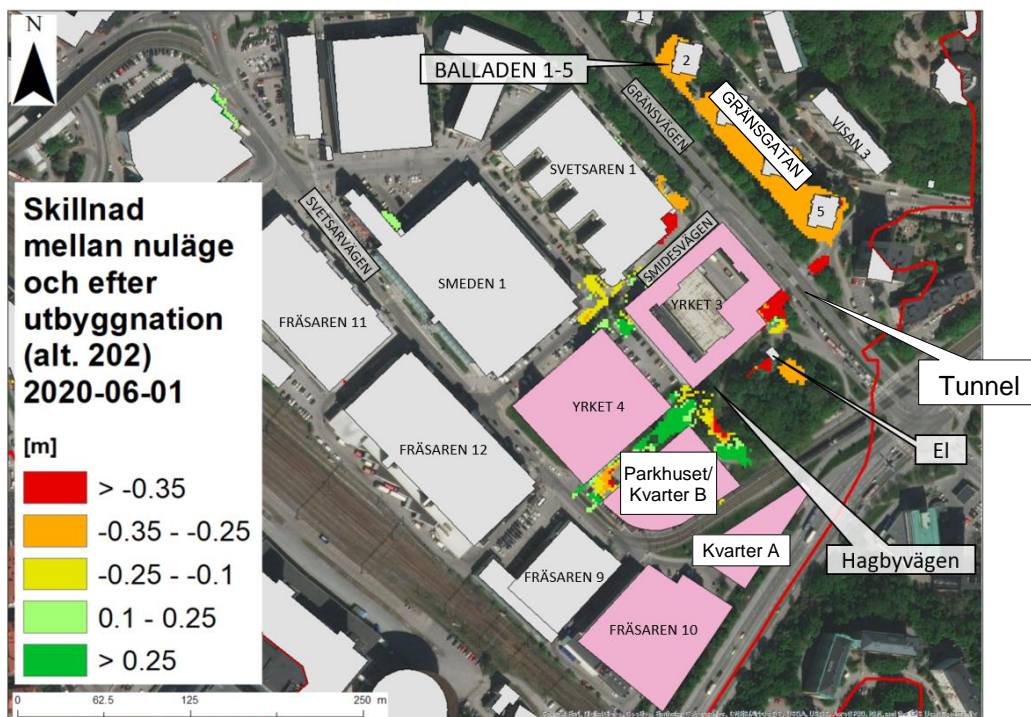 N
1
2
BALLADEN 1-5
GRÄNSVÄGEN
GRÄNSGATAN
VISAN 3
5
SVETSAREN 1
SVETSARVÄGEN
SMIDESVÄGEN
Skillnad
mellan nuläge
och efter
utbyggnation
(alt. 202)
2020-06-01
[m]
> -0.35
-0.35 - -0.25
-0.25 - -0.1
0.1 - 0.25
> 0.25
SMEDEN 1
YRKET 3
FRÄSAREN 11
Tunnel
YRKET 4
El
FRÄSAREN 12
Parkhuset/
Kvarter B
Kvarter A
Hagbyvägen
FRÄSAREN 9
FRÄSAREN 10
0 62.5 125 250 m